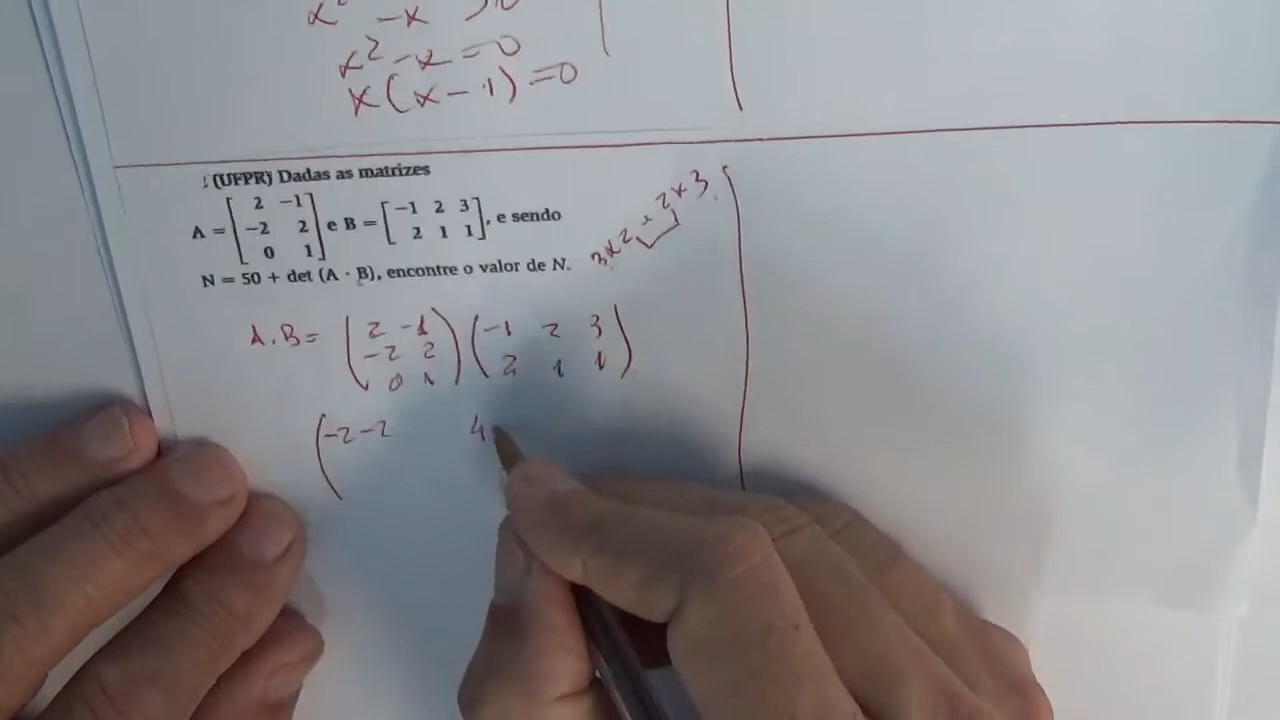 x² - x
x² - x = 0
x(x - 1) = 0
(UFPR) Dadas as matrizes
A = [2 -1
-2 2
0 1] e B = [-1 2 3
2 1 1], e sendo
N = 50 + det (A · B), encontre o valor de N.
3x2 · 2x3
A.B = (2 -1
-2 2
0 1) (-1 2 3
2 1 1)
(-2-2 4